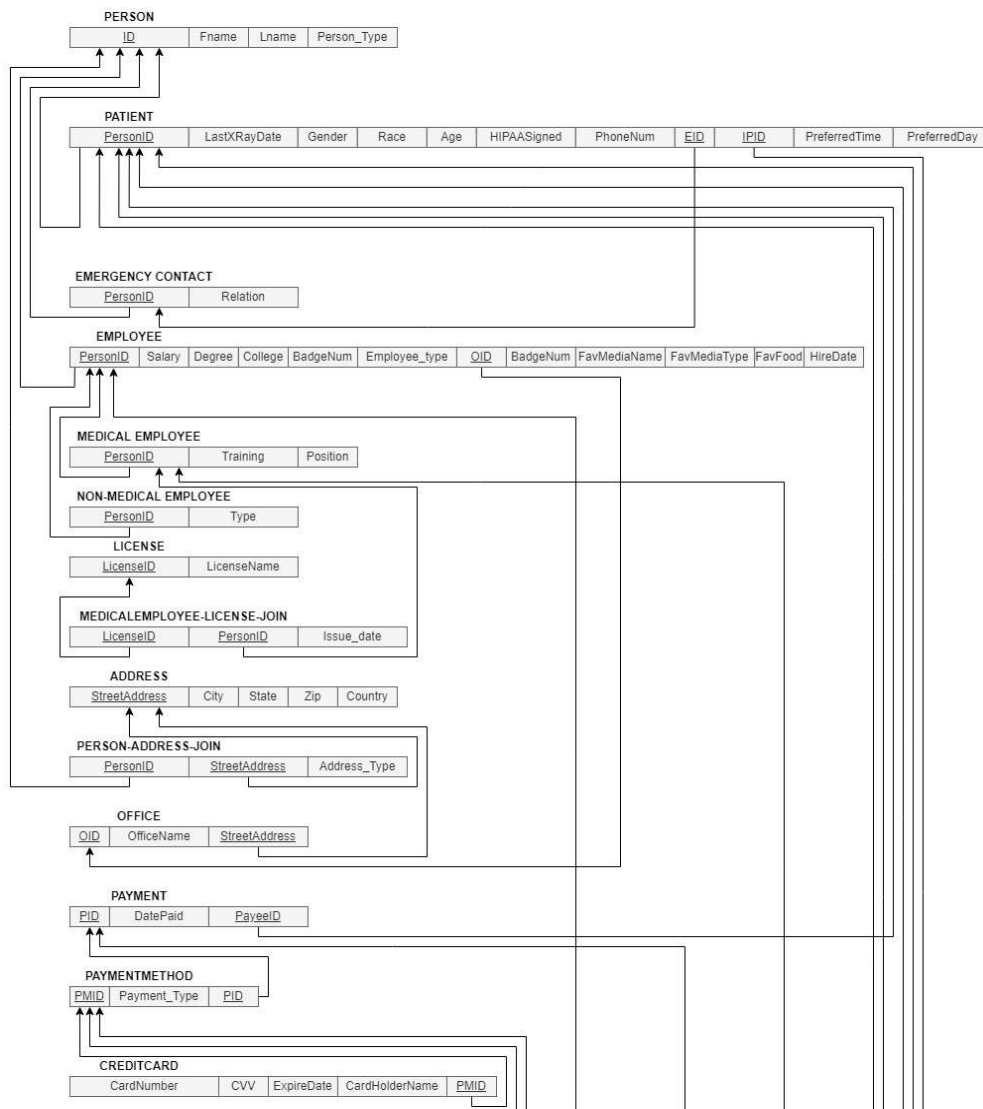 PERSON
ID Fname Lname Person_Type
PATIENT
PersonID LastXRayDate Gender Race Age HIPAASigned PhoneNum EID IPID PreferredTime PreferredDay
EMERGENCY CONTACT
PersonID Relation
EMPLOYEE
PersonID Salary Degree College BadgeNum Employee_type OID BadgeNum FavMediaName FavMediaType FavFood HireDate
MEDICAL EMPLOYEE
PersonID Training Position
NON-MEDICAL EMPLOYEE
PersonID Type
LICENSE
LicenseID LicenseName
MEDICALEMPLOYEE-LICENSE-JOIN
LicenseID PersonID Issue_date
ADDRESS
StreetAddress City State Zip Country
PERSON-ADDRESS-JOIN
PersonID StreetAddress Address_Type
OFFICE
OID OfficeName StreetAddress
PAYMENT
PID DatePaid PayeeID
PAYMENTMETHOD
PMID Payment_Type PID
CREDITCARD
CardNumber CVV ExpireDate CardHolderName PMID